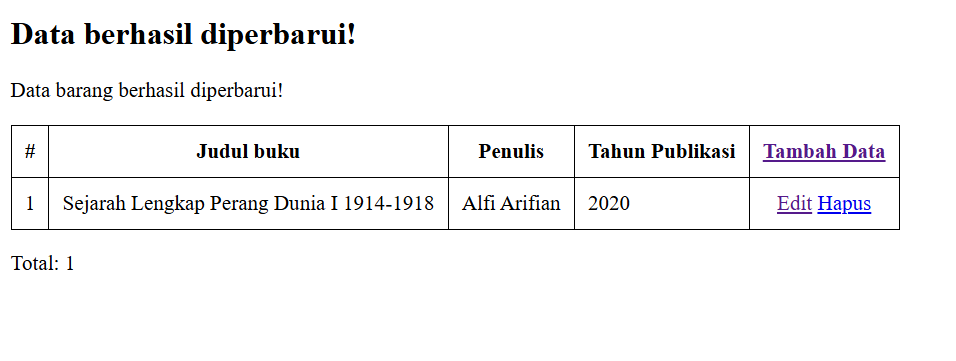 Data berhasil diperbarui!
Data barang berhasil diperbarui!
# Judul buku Penulis Tahun Publikasi Tambah Data
1 Sejarah Lengkap Perang Dunia I 1914-1918 Alfi Arifian 2020 Edit Hapus
Total: 1